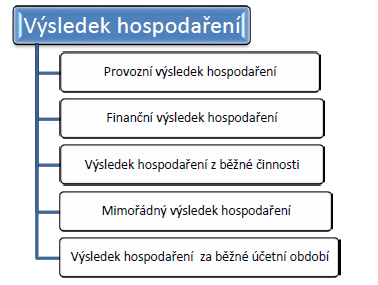 Výsledek hospodaření
Provozní výsledek hospodaření
Finanční výsledek hospodaření
Výsledek hospodaření z běžné činnosti
Mimořádný výsledek hospodaření
Výsledek hospodaření za běžné účetní období